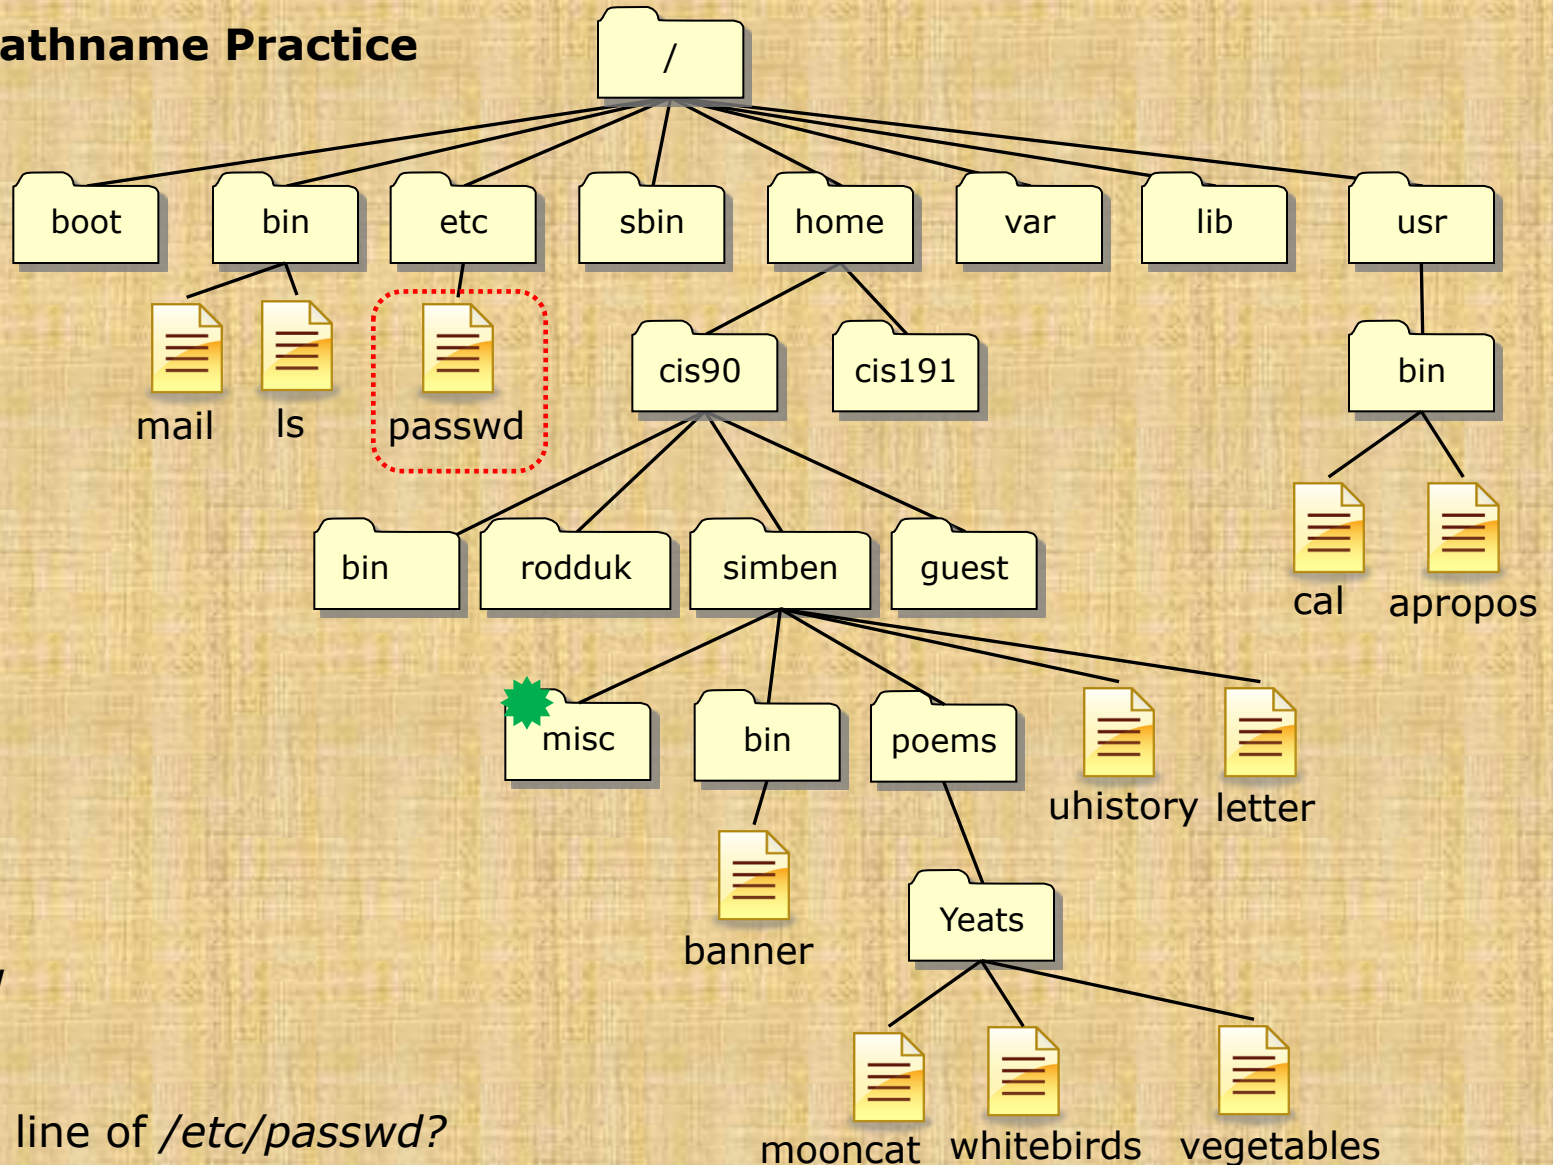 athname Practice
/
boot bin etc sbin home var lib usr
mail ls passwd cis90 cis191 bin
bin rodduk simben guest cal apropos
misc bin poems uhistory letter
banner Yeats
line of /etc/passwd?
mooncat whitebirds vegetables